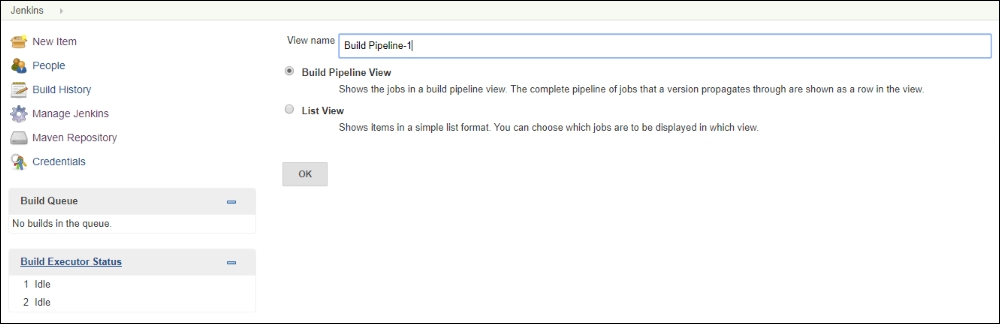 Jenkins
New Item
People
Build History
Manage Jenkins
Maven Repository
Credentials
Build Queue
No builds in the queue.
Build Executor Status
1 Idle
2 Idle
View name Build Pipeline-1
Build Pipeline View
Shows the jobs in a build pipeline view. The complete pipeline of jobs that a version propagates through are shown as a row in the view.
List View
Shows items in a simple list format. You can choose which jobs are to be displayed in which view.
OK